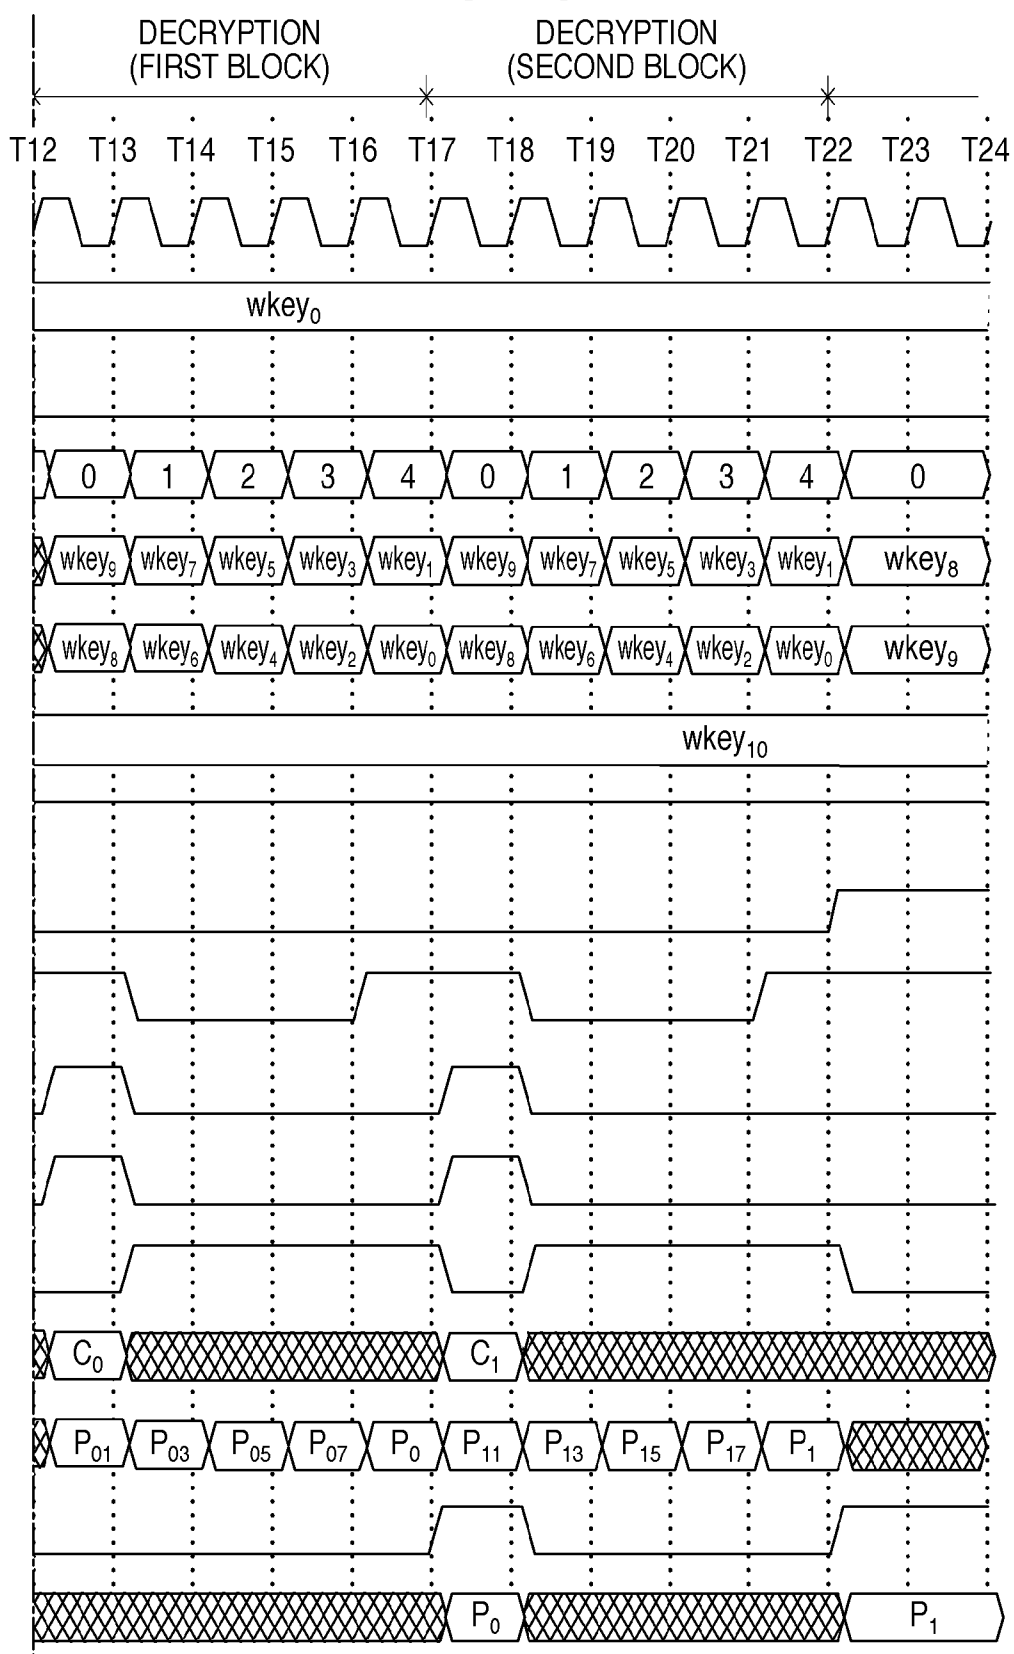 DECRYPTION
(FIRST BLOCK)
DECRYPTION
(SECOND BLOCK)
T12 T13 T14 T15 T16 T17 T18 T19 T20 T21 T22 T23 T24
wkey₀
0 1 2 3 4 0 1 2 3 4 0
wkey₉ wkey₇ wkey₅ wkey₃ wkey₁ wkey₉ wkey₇ wkey₅ wkey₃ wkey₁ wkey₈
wkey₈ wkey₆ wkey₄ wkey₂ wkey₀ wkey₈ wkey₆ wkey₄ wkey₂ wkey₀ wkey₉
wkey₁₀
C₀ C₁
P₀₁ P₀₃ P₀₅ P₀₇ P₀ P₁₁ P₁₃ P₁₅ P₁₇ P₁
P₀ P₁